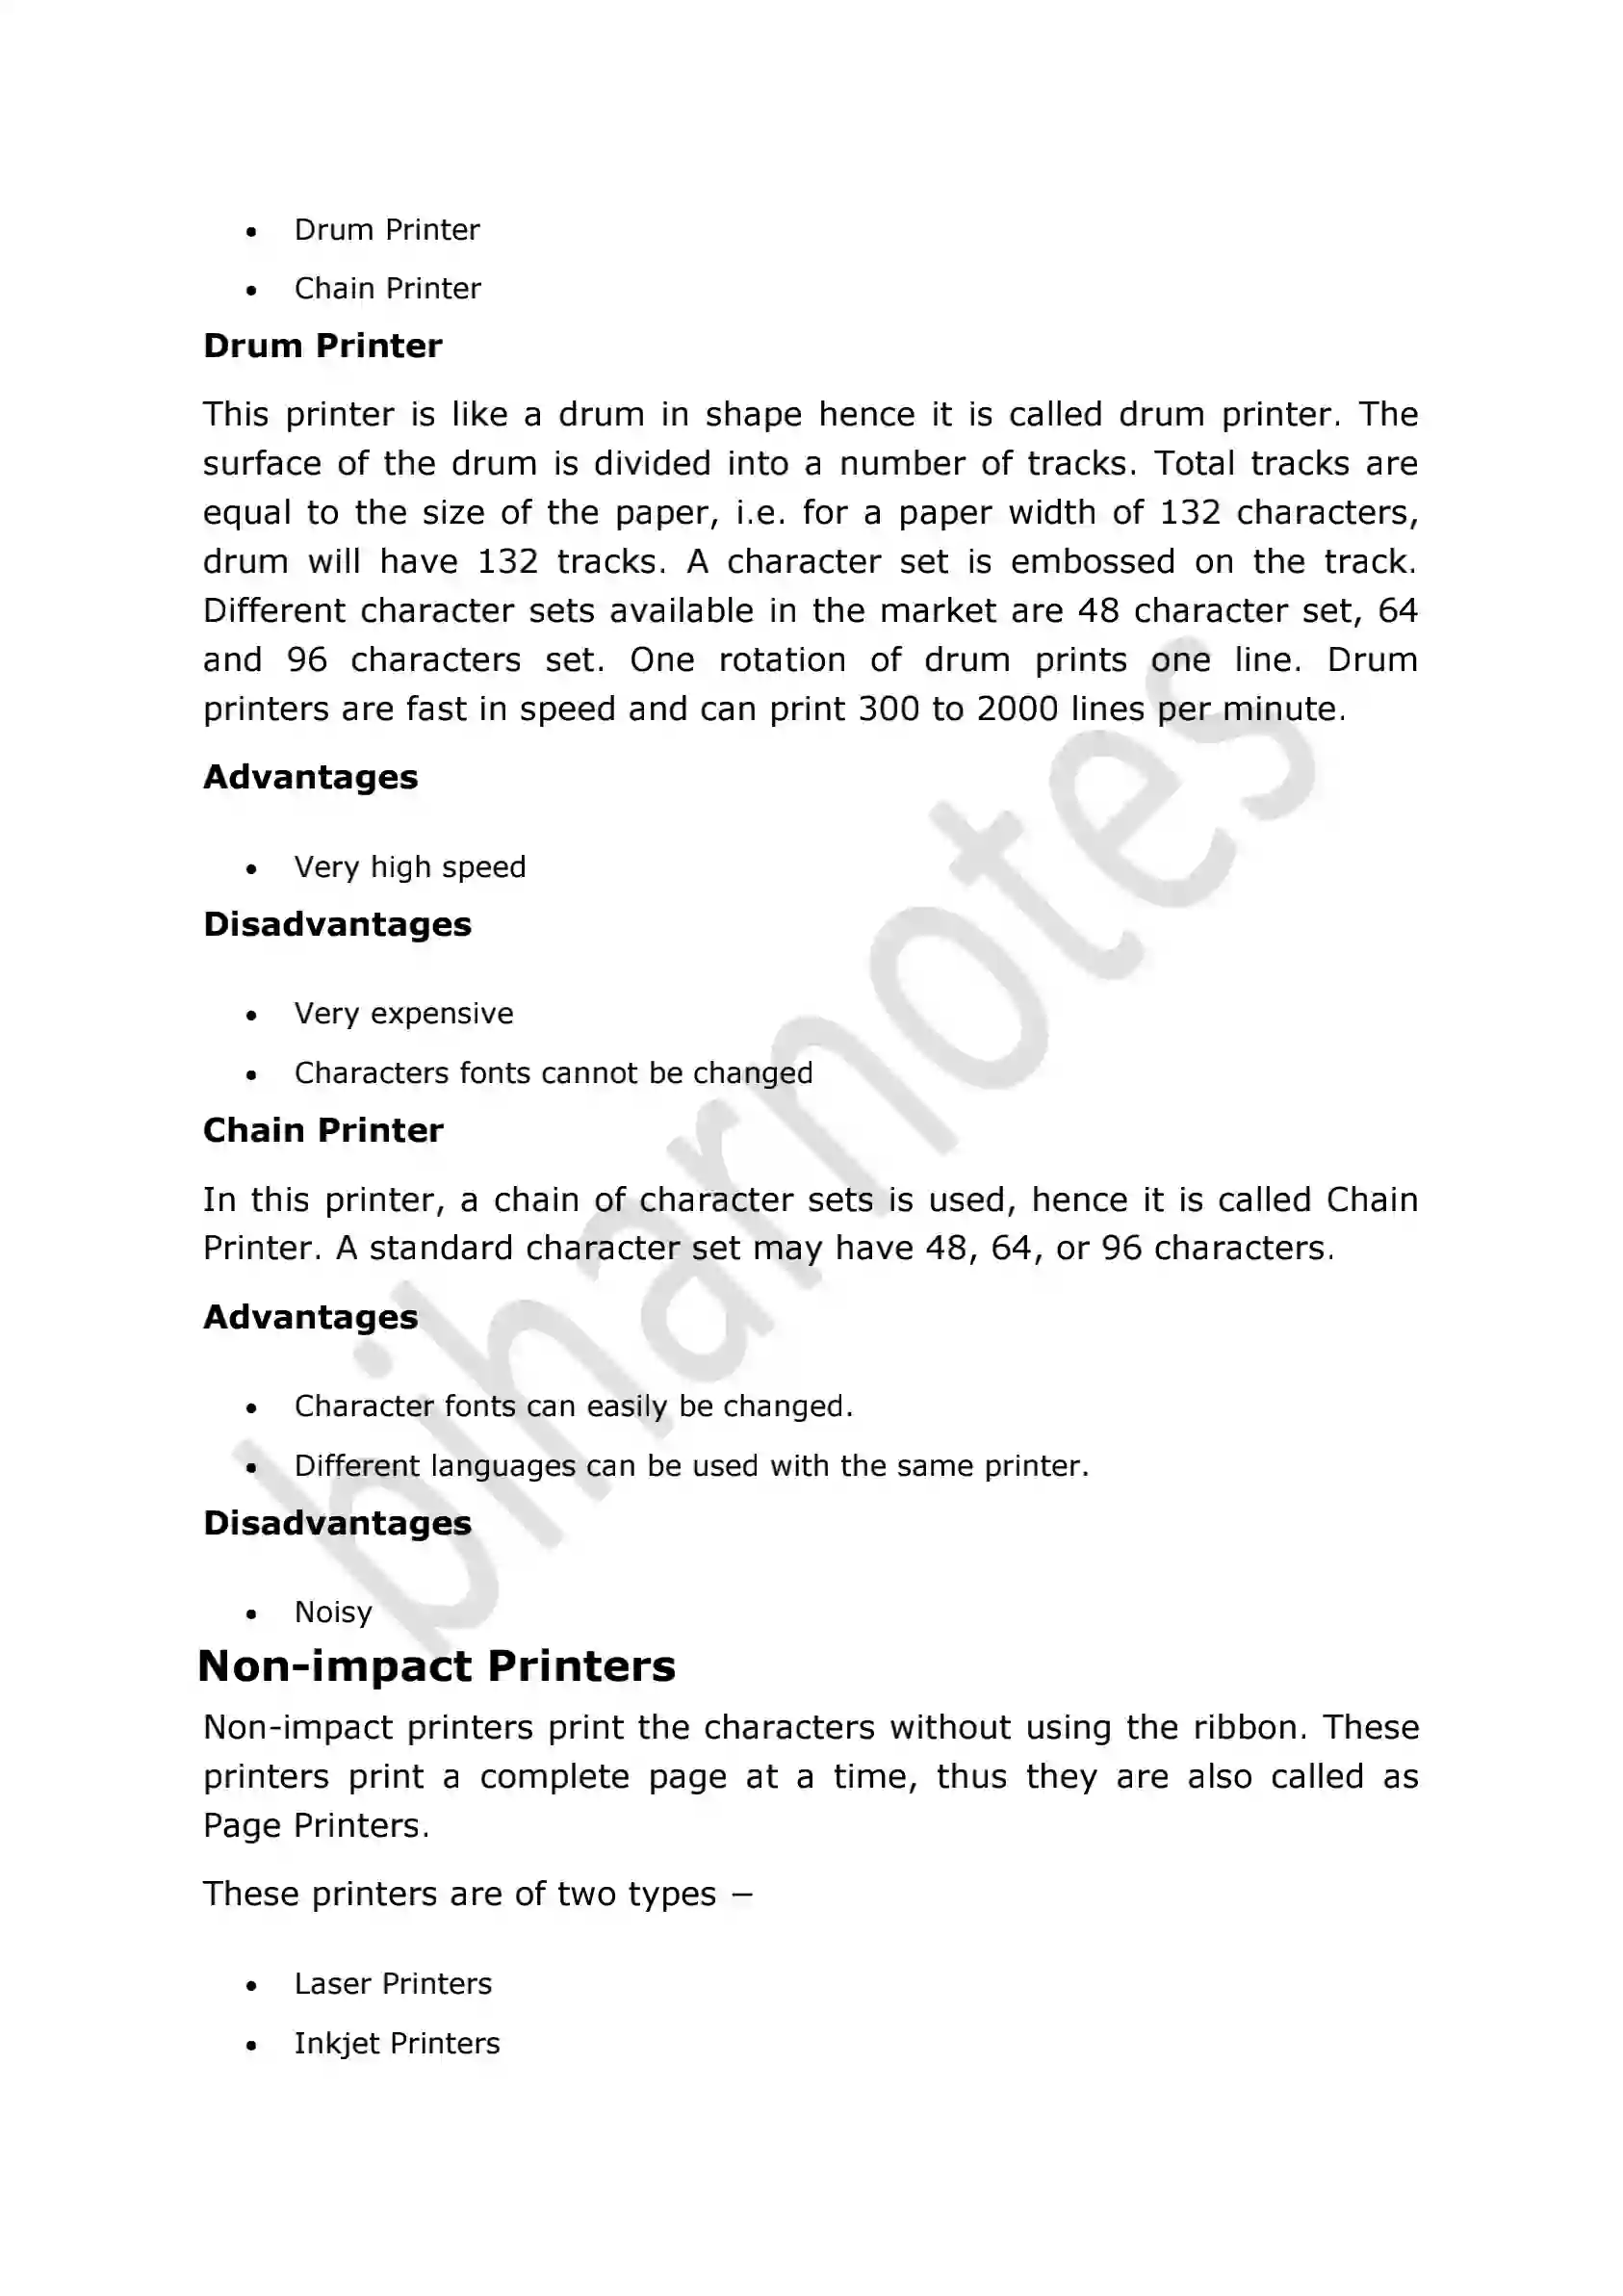 • Drum Printer
• Chain Printer
Drum Printer
This printer is like a drum in shape hence it is called drum printer. The
surface of the drum is divided into a number of tracks. Total tracks are
equal to the size of the paper, i.e. for a paper width of 132 characters,
drum will have 132 tracks. A character set is embossed on the track.
Different character sets available in the market are 48 character set, 64
and 96 characters set. One rotation of drum prints one line. Drum
printers are fast in speed and can print 300 to 2000 lines per minute.
Advantages
• Very high speed
Disadvantages
• Very expensive
• Characters fonts cannot be changed
Chain Printer
In this printer, a chain of character sets is used, hence it is called Chain
Printer. A standard character set may have 48, 64, or 96 characters.
Advantages
• Character fonts can easily be changed.
• Different languages can be used with the same printer.
Disadvantages
• Noisy
Non-impact Printers
Non-impact printers print the characters without using the ribbon. These
printers print a complete page at a time, thus they are also called as
Page Printers.
These printers are of two types −
• Laser Printers
• Inkjet Printers
biharnotes